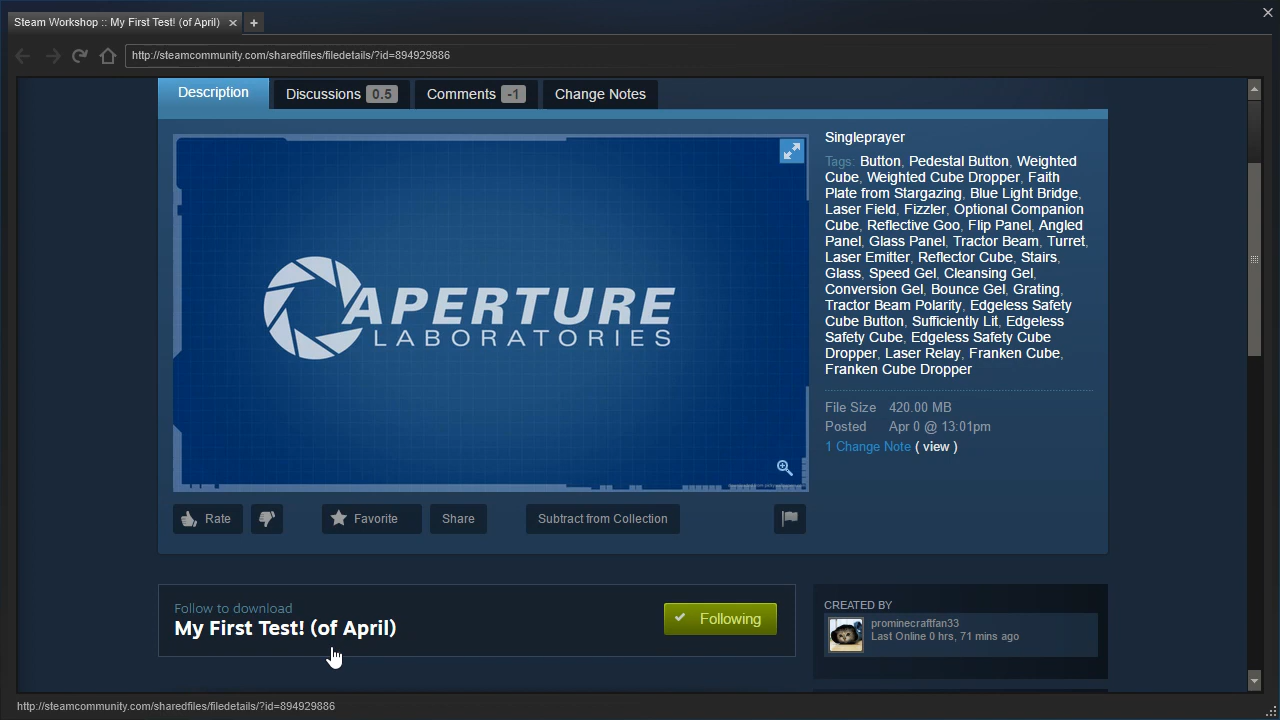 Steam Workshop :: My First Test! (of April)
http://steamcommunity.com/sharedfiles/filedetails/?id=894929886
Description
Discussions 0.5
Comments -1
Change Notes
APERTURE
LABORATORIES
Singleprayer
Tags: Button, Pedestal Button, Weighted
Cube, Weighted Cube Dropper, Faith
Plate from Stargazing, Blue Light Bridge,
Laser Field, Fizzler, Optional Companion
Cube, Reflective Goo, Flip Panel, Angled
Panel, Glass Panel, Tractor Beam, Turret,
Laser Emitter, Reflector Cube, Stairs,
Glass, Speed Gel, Cleansing Gel,
Conversion Gel, Bounce Gel, Grating,
Tractor Beam Polarity, Edgeless Safety
Cube Button, Sufficiently Lit, Edgeless
Safety Cube, Edgeless Safety Cube
Dropper, Laser Relay, Franken Cube,
Franken Cube Dropper
File Size 420.00 MB
Posted Apr 0 @ 13:01pm
1 Change Note ( view )
Rate
Favorite
Share
Subtract from Collection
Follow to download
My First Test! (of April)
Following
CREATED BY
prominecraftfan33
Last Online 0 hrs, 71 mins ago
http://steamcommunity.com/sharedfiles/filedetails/?id=894929886